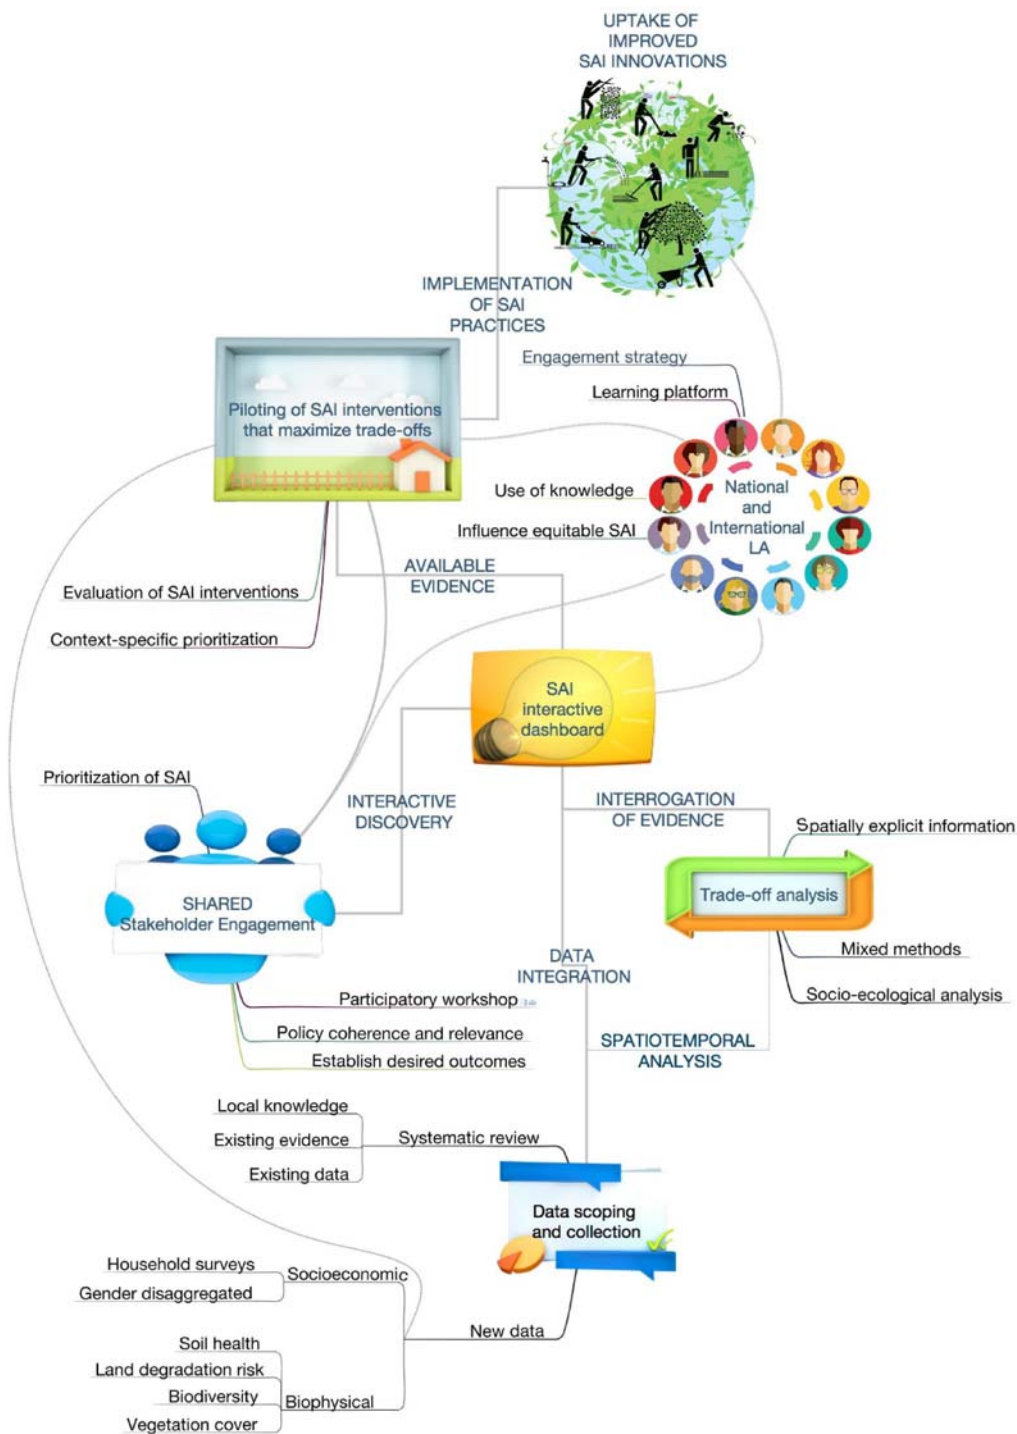 UPTAKE OF
IMPROVED
SAI INNOVATIONS
IMPLEMENTATION
OF SAI
PRACTICES
Engagement strategy
Learning platform
Piloting of SAI interventions
that maximize trade-offs
Use of knowledge
Influence equitable SAI
National
and
International
LA
AVAILABLE
EVIDENCE
Evaluation of SAI interventions
Context-specific prioritization
SAI
interactive
dashboard
Prioritization of SAI
INTERACTIVE
DISCOVERY
INTERROGATION
OF EVIDENCE
Spatially explicit information
Trade-off analysis
SHARED
Stakeholder Engagement
Mixed methods
Socio-ecological analysis
DATA
INTEGRATION
Participatory workshop
Policy coherence and relevance
Establish desired outcomes
SPATIOTEMPORAL
ANALYSIS
Local knowledge
Existing evidence
Existing data
Systematic review
Data scoping
and collection
Household surveys
Gender disaggregated
Socioeconomic
New data
Soil health
Land degradation risk
Biodiversity
Vegetation cover
Biophysical